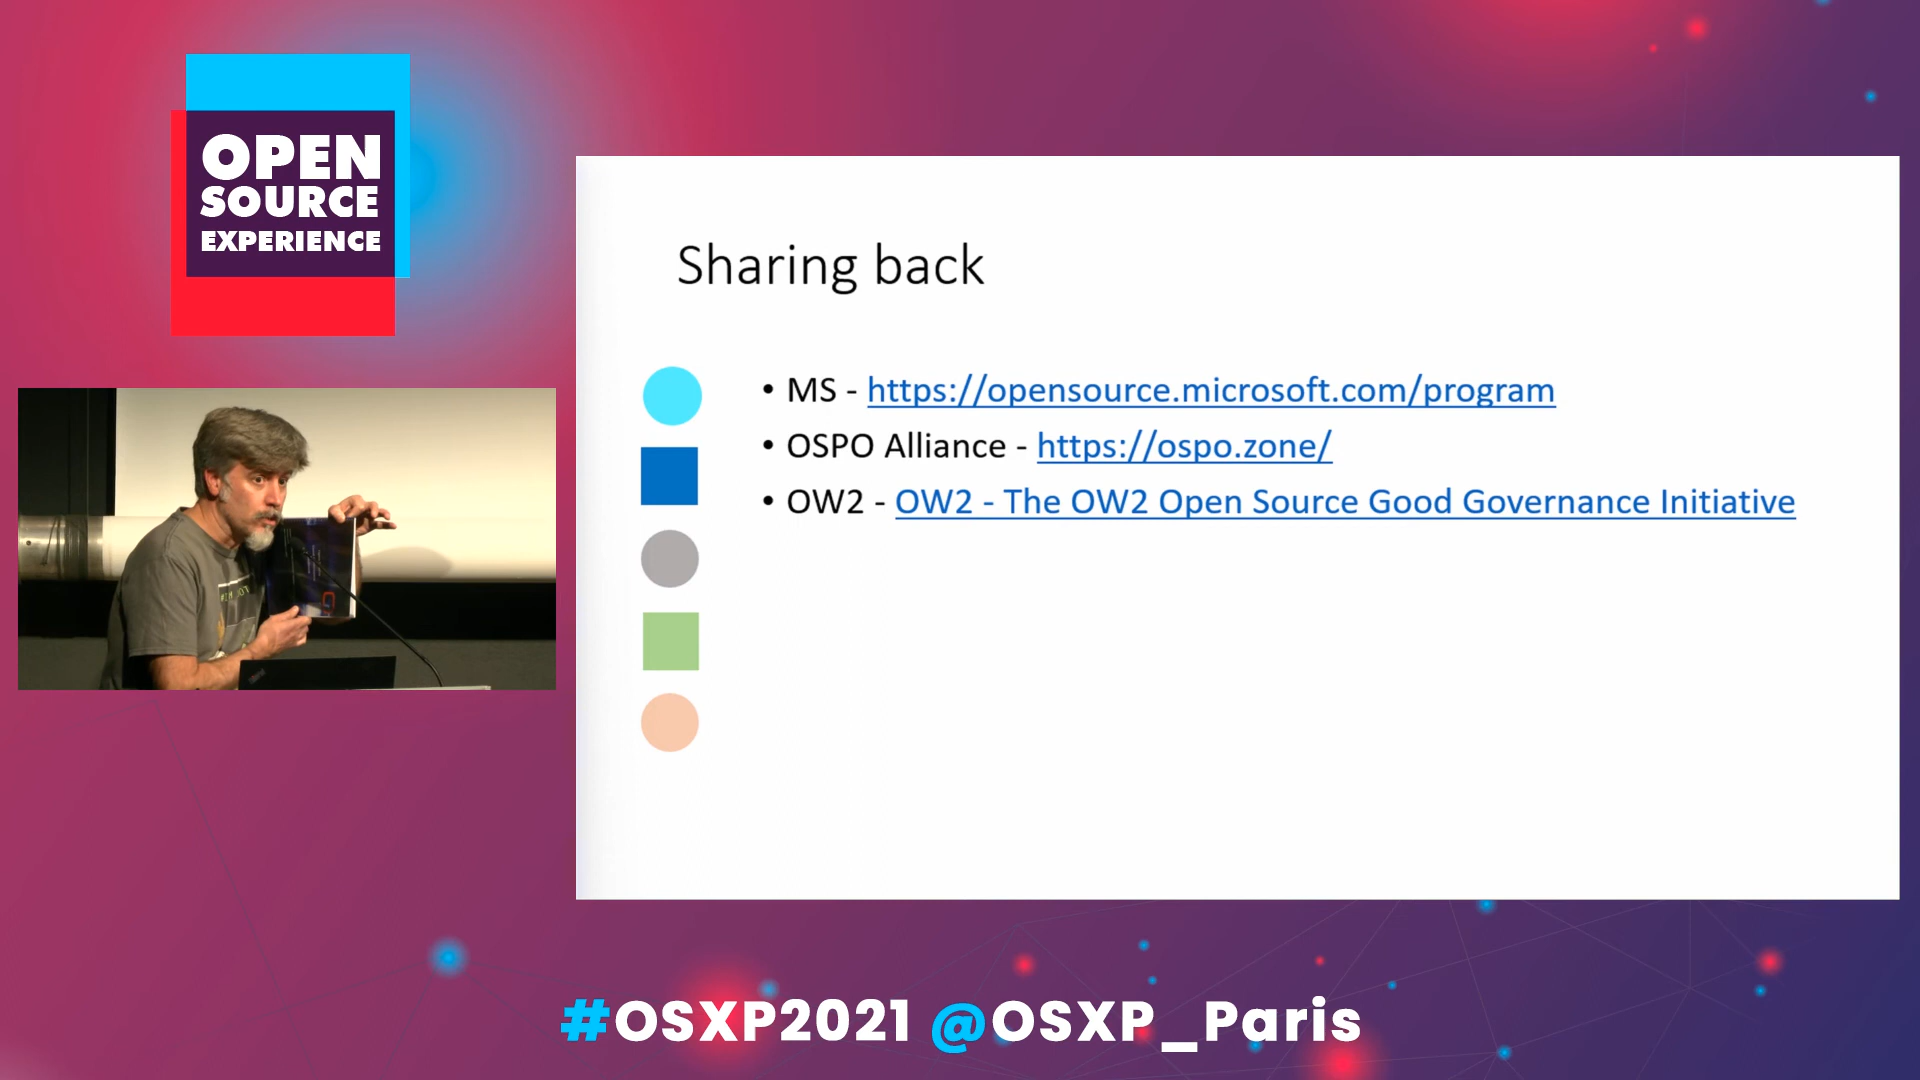 OPEN
SOURCE
EXPERIENCE
Sharing back
• MS - https://opensource.microsoft.com/program
• OSPO Alliance - https://ospo.zone/
• OW2 - OW2 - The OW2 Open Source Good Governance Initiative
#OSXP2021 @OSXP_Paris